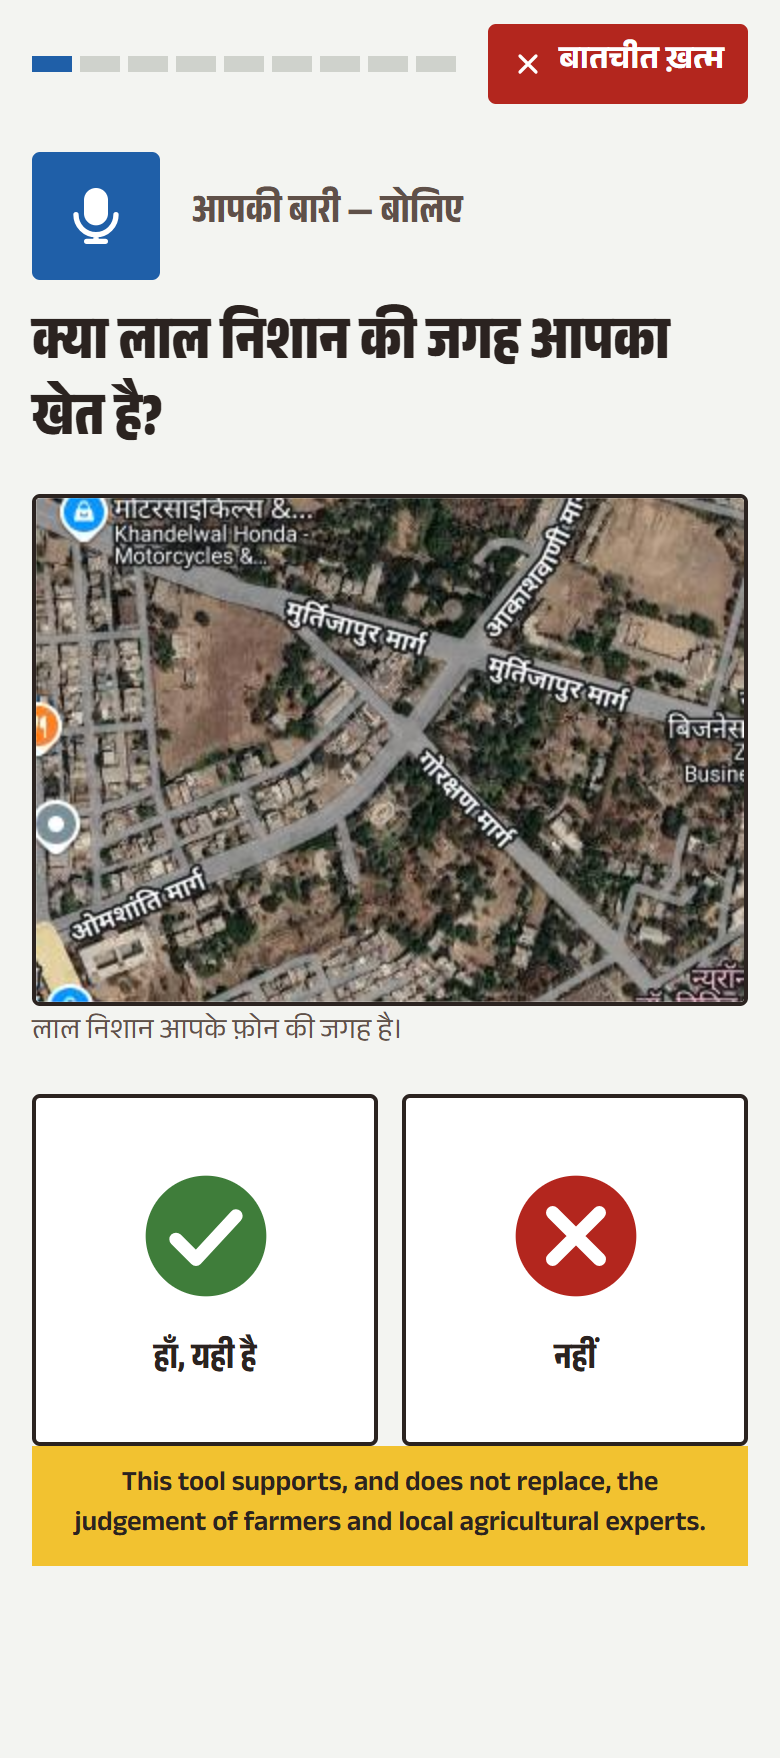 बातचीत ख़त्म
आपकी बारी – बोलिए
क्या लाल निशान की जगह आपका
खेत है?
मोटरसाइकिल्स &...
Khandelwal Honda -
Motorcycles &...
आकाशवाणी
मुर्तिजापुर मार्ग
मुर्तिजापुर मार्ग
Busine
गोरक्षण मार्ग
ओमशांति मार्ग
लाल निशान आपके फ़ोन की जगह है।
हाँ, यही है
नहीं
This tool supports, and does not replace, the
judgement of farmers and local agricultural experts.